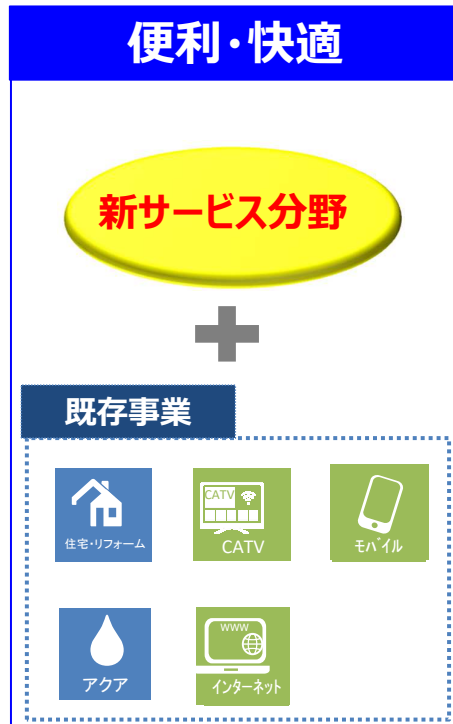 便利・快適
新サービス分野
既存事業
CATV
住宅・リフォーム
CATV
モバイル
www
アクア
インターネット